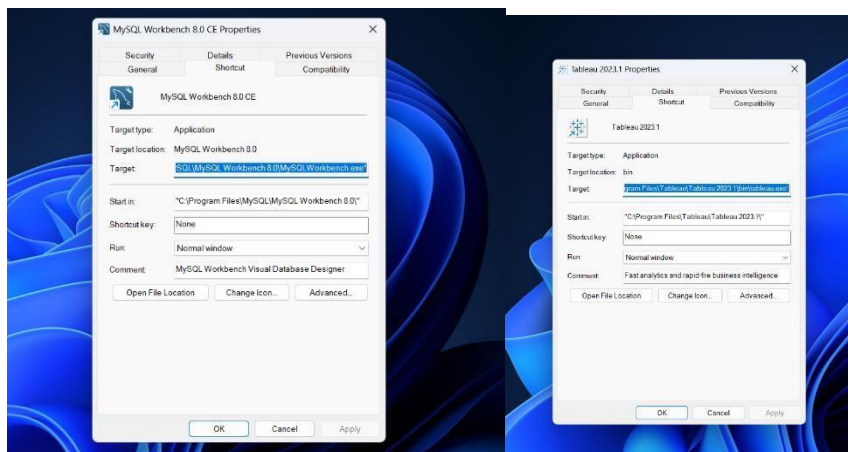 MySQL Workbench 8.0 CE Properties
Security Details Previous Versions
General Shortcut Compatibility
MySQL Workbench 8.0 CE
Target type: Application
Target location: MySQL Workbench 8.0
Target: SQL\MySQL Workbench 8.0\MySQLWorkbench.exe"
Start in: "C:\Program Files\MySQL\MySQL Workbench 8.0\"
Shortcut key: None
Run: Normal window
Comment: MySQL Workbench Visual Database Designer
Open File Location Change Icon... Advanced...
OK Cancel Apply
Tableau 2023.1 Properties
Security Details Previous Versions
General Shortcut Compatibility
Tableau 2023.1
Target type: Application
Target location: bin
Target: gram Files\Tableau\Tableau 2023.1\bin\tableau.exe"
Start in: "C:\Program Files\Tableau\Tableau 2023.1\"
Shortcut key: None
Run: Normal window
Comment: Fast analytics and rapid-fire business intelligence
Open File Location Change Icon... Advanced...
OK Cancel Apply